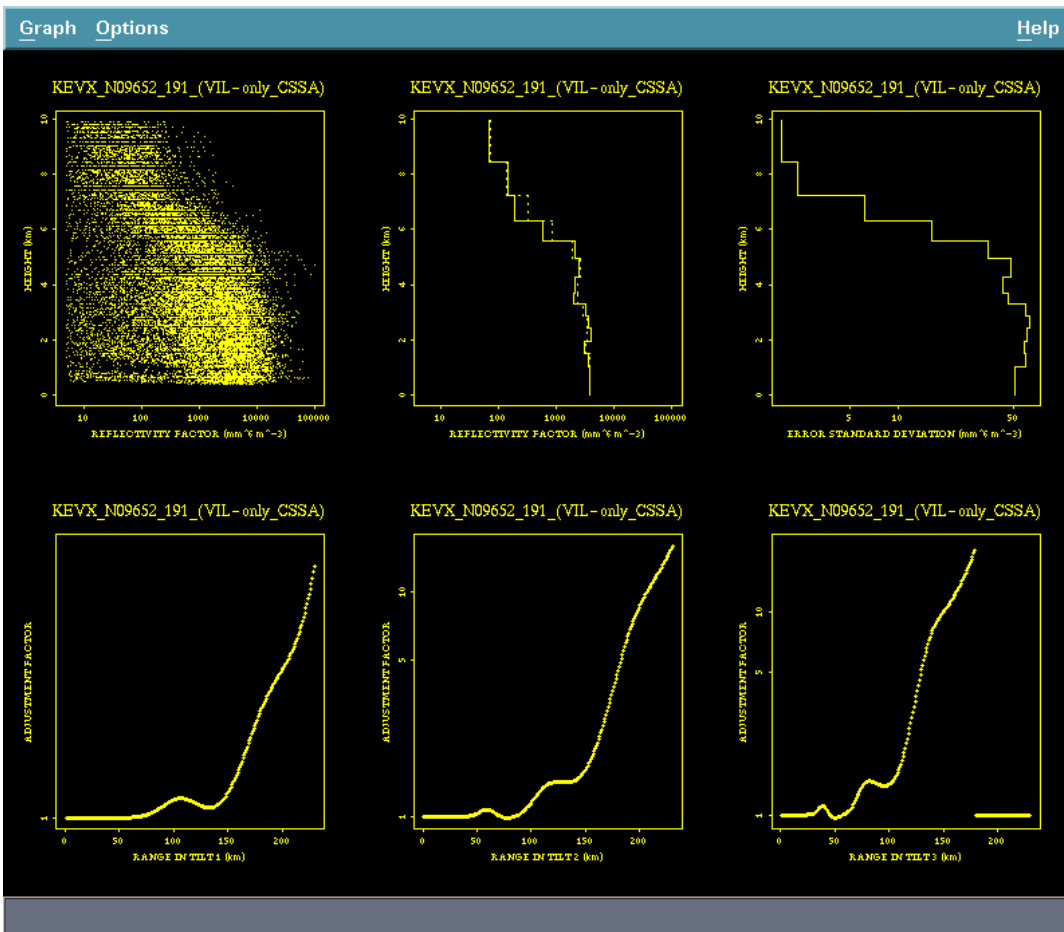 Graph Options Help
KEVX_N09652_191_(VIL-only_CSSA) KEVX_N09652_191_(VIL-only_CSSA) KEVX_N09652_191_(VIL-only_CSSA)
HEIGHT (km) HEIGHT (km) HEIGHT (km)
10 10 10
8 8 8
6 6 6
4 4 4
2 2 2
0 0 0
10 100 1000 10000 100000 10 100 1000 10000 100000 5 10 50
REFLECTIVITY FACTOR (mm^6 m^-3) REFLECTIVITY FACTOR (mm^6 m^-3) ERROR STANDARD DEVIATION (mm^6 m^-3)
KEVX_N09652_191_(VIL-only_CSSA) KEVX_N09652_191_(VIL-only_CSSA) KEVX_N09652_191_(VIL-only_CSSA)
ADJUSTMENT FACTOR ADJUSTMENT FACTOR ADJUSTMENT FACTOR
10 10
5 5
1 1 1
0 50 100 150 200 0 50 100 150 200 0 50 100 150 200
RANGE IN TILT 1 (km) RANGE IN TILT 2 (km) RANGE IN TILT 3 (km)